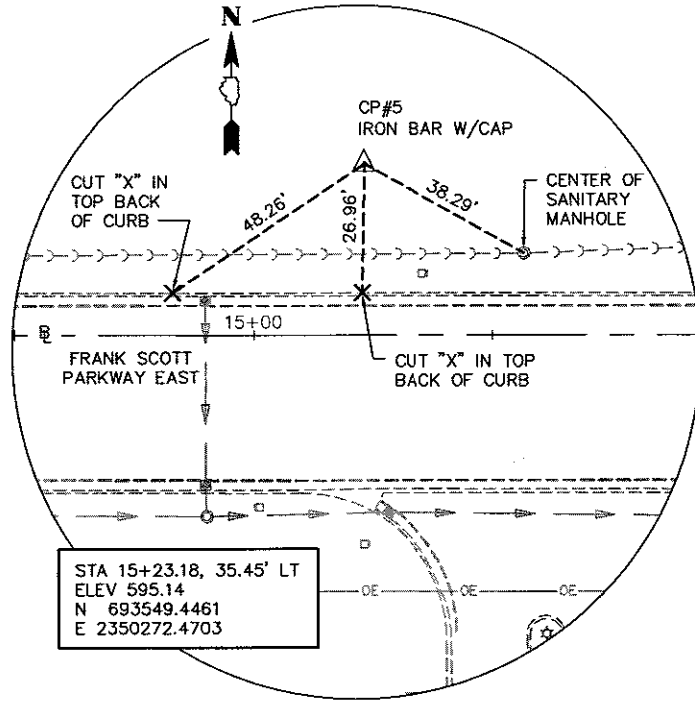 N
CP#5
IRON BAR W/CAP
CUT "X" IN
TOP BACK
OF CURB
48.26'
26.96'
38.29'
CENTER OF
SANITARY
MANHOLE
15+00
FRANK SCOTT
PARKWAY EAST
CUT "X" IN TOP
BACK OF CURB
STA 15+23.18, 35.45' LT
ELEV 595.14
N 693549.4461
E 2350272.4703
OE
OE
OE